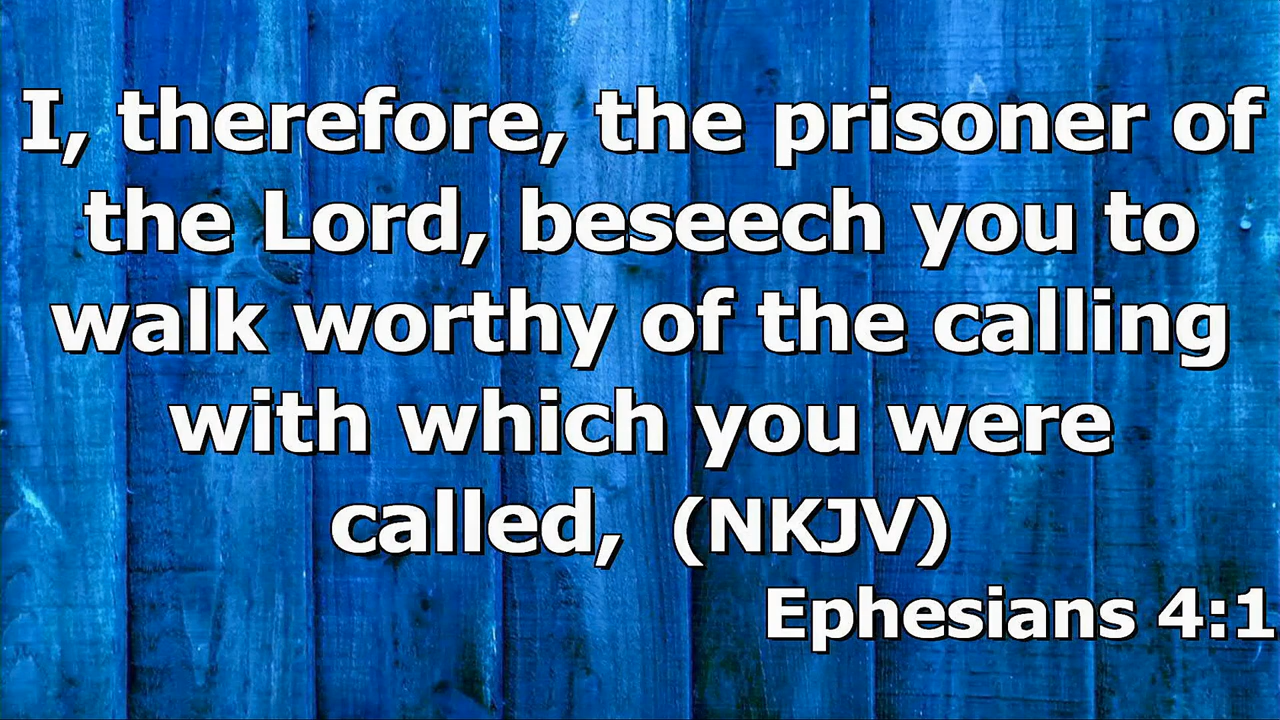 I, therefore, the prisoner of
the Lord, beseech you to
walk worthy of the calling
with which you were
called,  (NKJV)
Ephesians 4:1